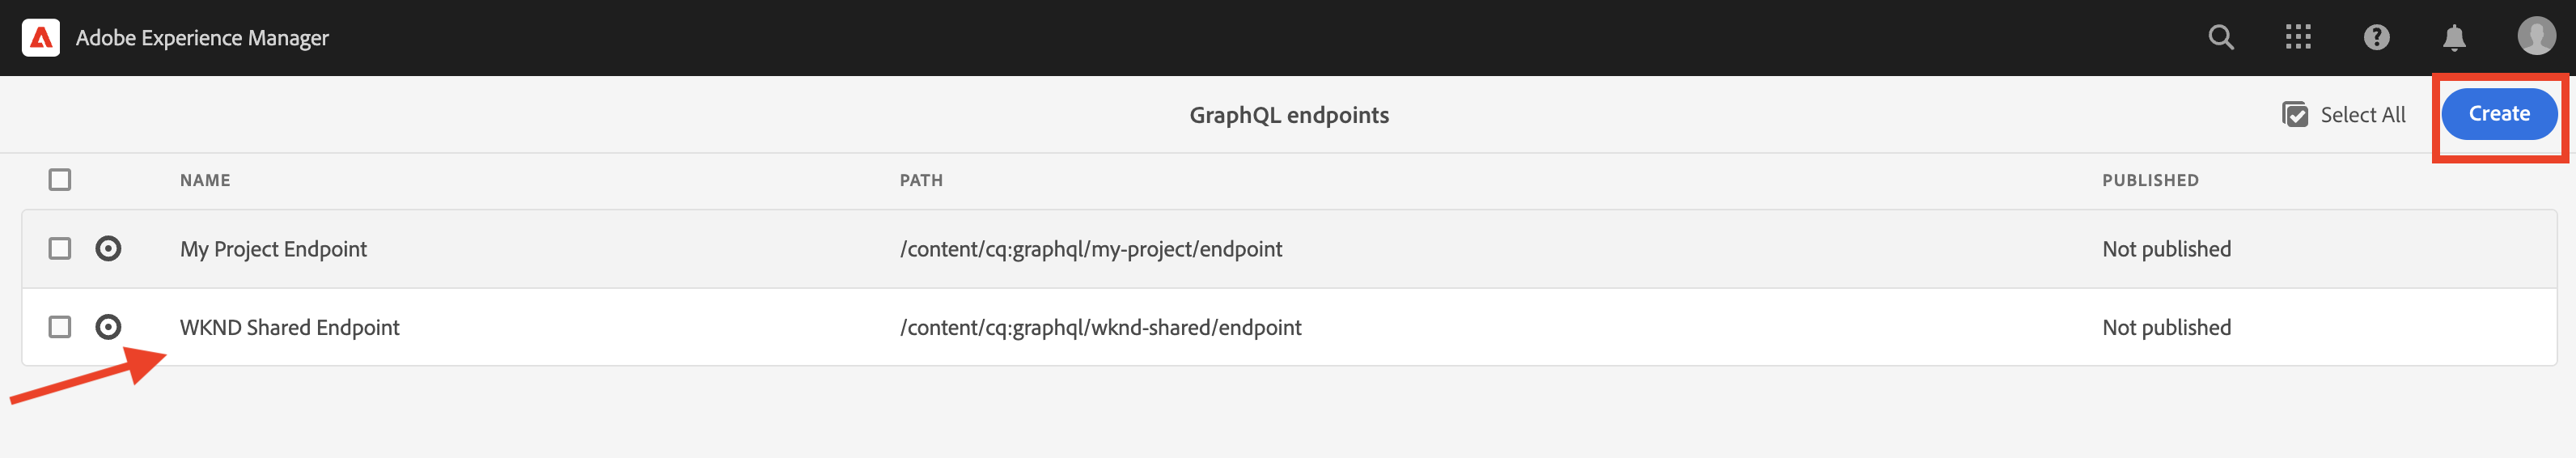 Adobe Experience Manager
GraphQL endpoints
Select All
Create
NAME PATH PUBLISHED
My Project Endpoint /content/cq:graphql/my-project/endpoint Not published
WKND Shared Endpoint /content/cq:graphql/wknd-shared/endpoint Not published